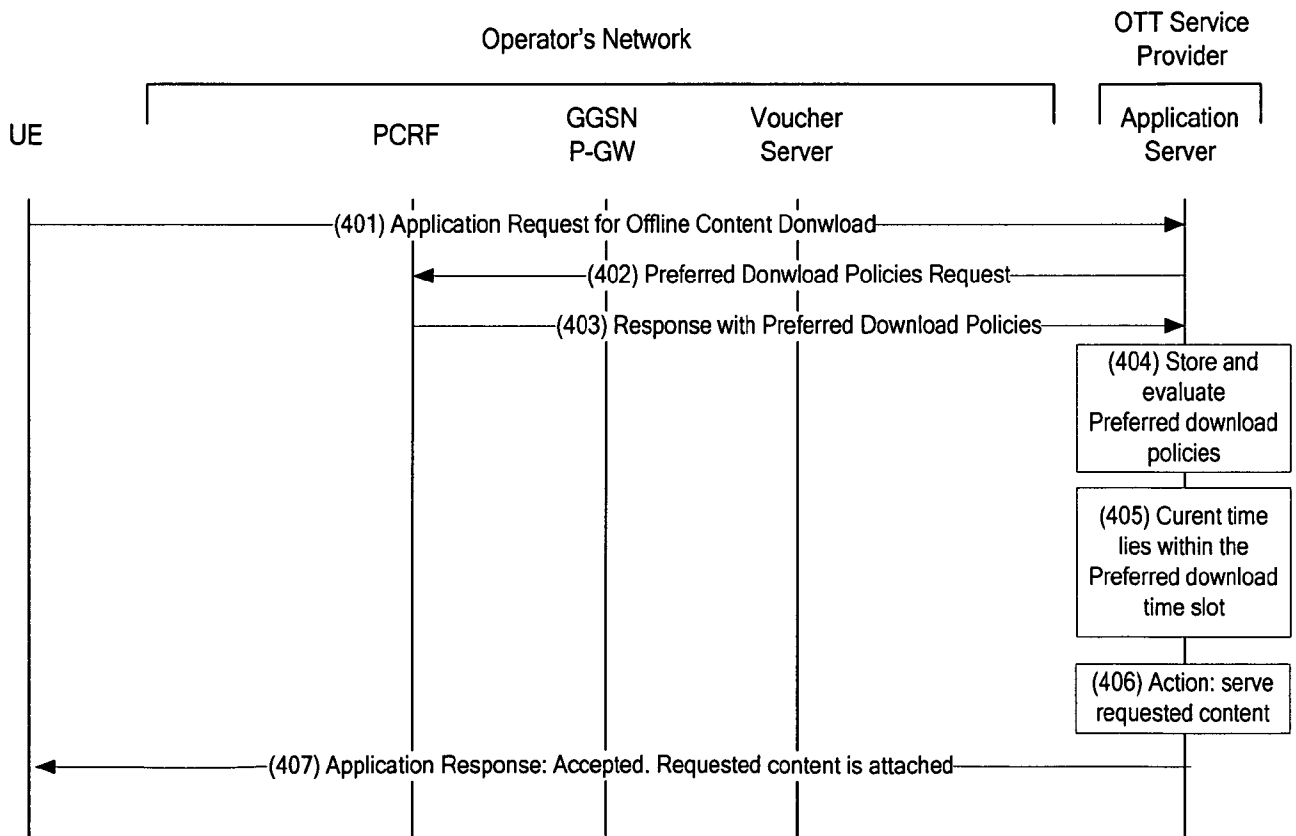 Operator's Network
OTT Service
Provider
UE
PCRF
GGSN
P-GW
Voucher
Server
Application
Server
(401) Application Request for Offline Content Donwload
(402) Preferred Donwload Policies Request
(403) Response with Preferred Download Policies
(404) Store and
evaluate
Preferred download
policies
(405) Curent time
lies within the
Preferred download
time slot
(406) Action: serve
requested content
(407) Application Response: Accepted. Requested content is attached